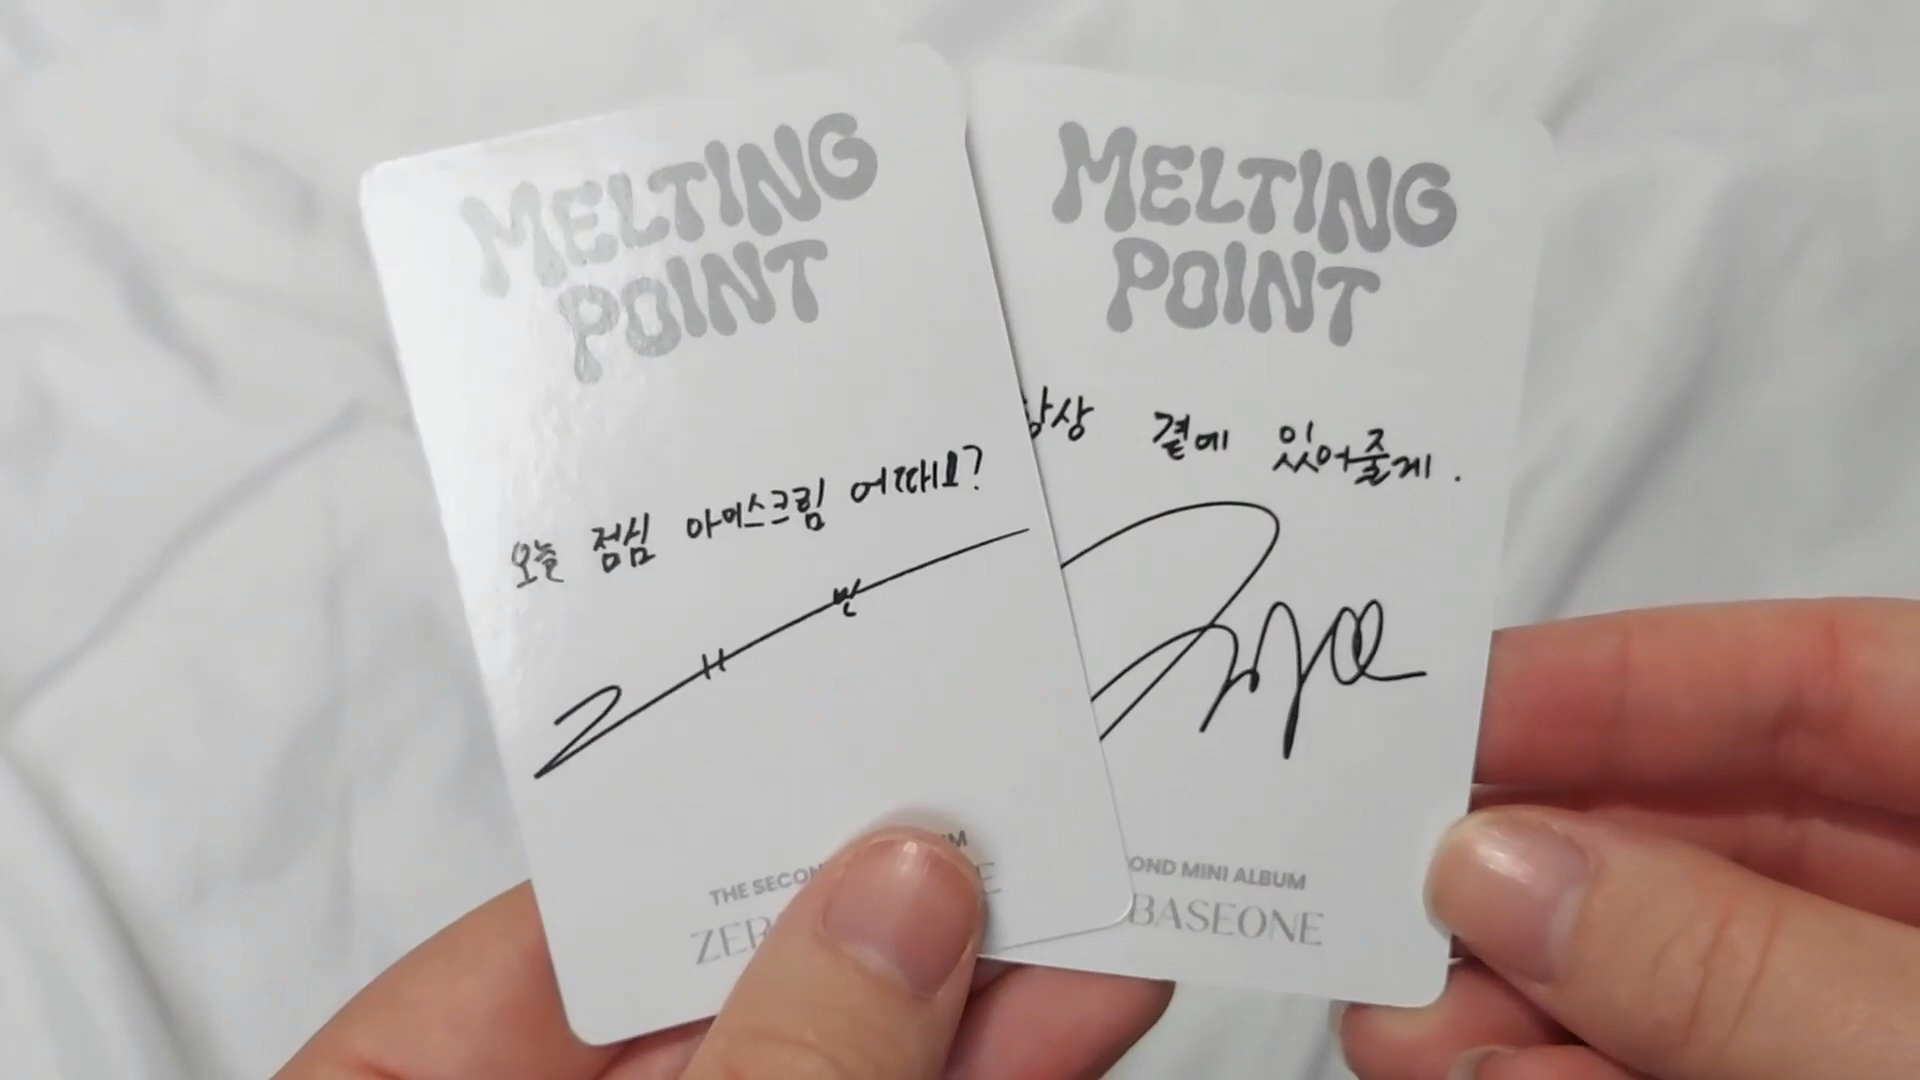 MELTING
POINT
오늘 점심 아이스크림 어때요?
THE SECON
ZER
MELTING
POINT
항상 곁에 있어줄게.
OND MINI ALBUM
BASEONE